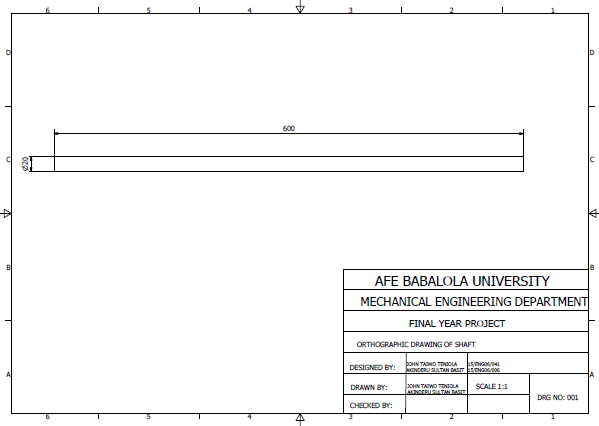 6 5 4 3 2 1
D D
600
C Ø20 C
B B
AFE BABALOLA UNIVERSITY
MECHANICAL ENGINEERING DEPARTMENT
FINAL YEAR PROJECT
ORTHOGRAPHIC DRAWING OF SHAFT
DESIGNED BY: JOHN TAIWO TENIOLA 15/ENG06/041
AKINDERU SULTAN BASIT 15/ENG06/006
A A
DRAWN BY: JOHN TAIWO TENIOLA SCALE 1:1
AKINDERU SULTAN BASIT
DRG NO: 001
CHECKED BY:
6 5 4 3 2 1